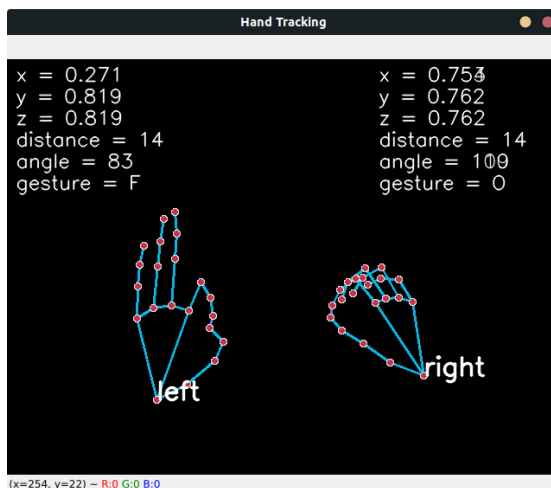 Hand Tracking
x = 0.271
y = 0.819
z = 0.819
distance = 14
angle = 83
gesture = F
x =
y = 0.762
z = 0.762
distance = 14
angle =
gesture = O
left
right
(x=254, y=22) ~ R:0 G:0 B:0